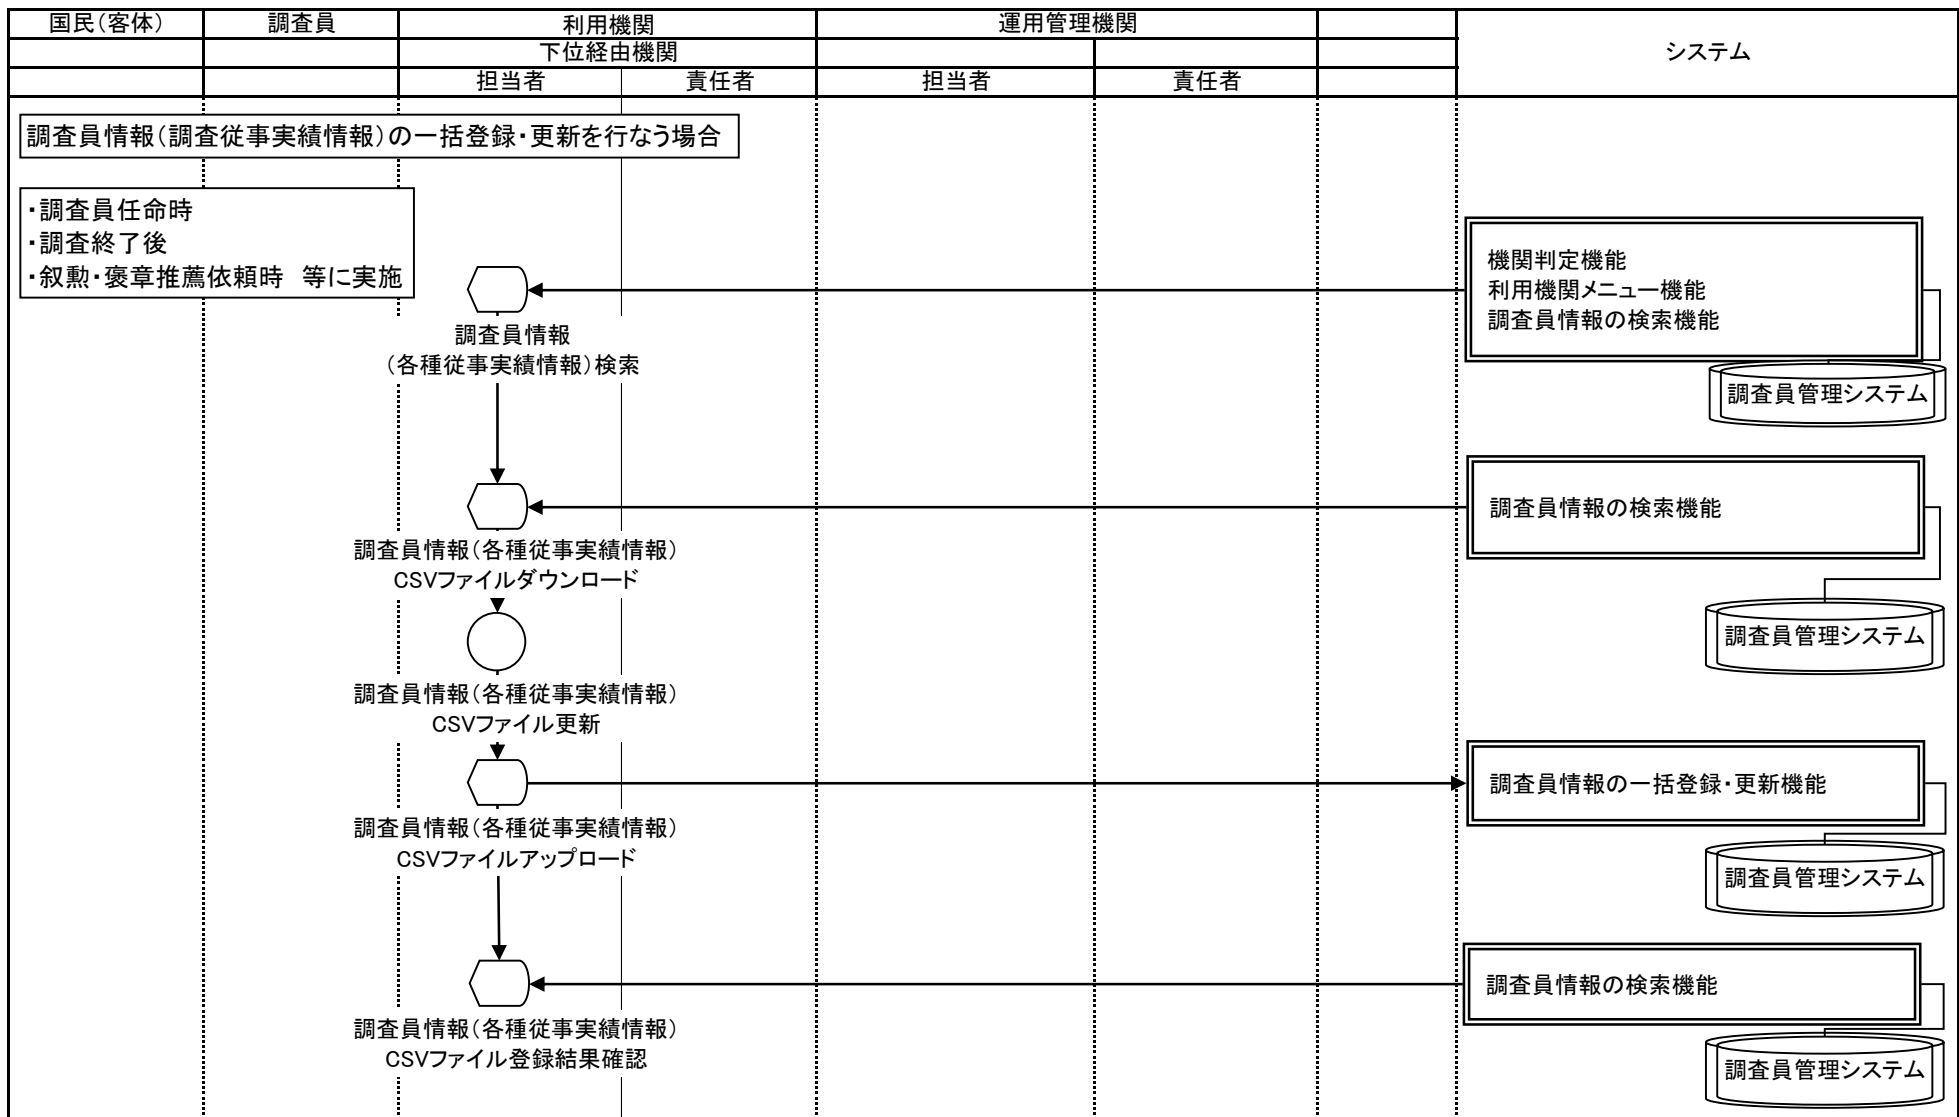 国民（客体）
調査員
利用機関
運用管理機関
下位経由機関
システム
担当者
責任者
担当者
責任者
調査員情報（調査従事実績情報）の一括登録・更新を行なう場合
・調査員任命時
・調査終了後
・叙勲・褒章推薦依頼時　等に実施
機関判定機能
利用機関メニュー機能
調査員情報の検索機能
調査員情報
（各種従事実績情報）検索
調査員管理システム
調査員情報の検索機能
調査員情報（各種従事実績情報）
CSVファイルダウンロード
調査員管理システム
調査員情報（各種従事実績情報）
CSVファイル更新
調査員情報の一括登録・更新機能
調査員情報（各種従事実績情報）
CSVファイルアップロード
調査員管理システム
調査員情報の検索機能
調査員情報（各種従事実績情報）
CSVファイル登録結果確認
調査員管理システム